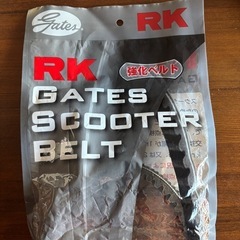 Gates
RK
RK
強化ベルト
GATES
SCOOTER
BELT